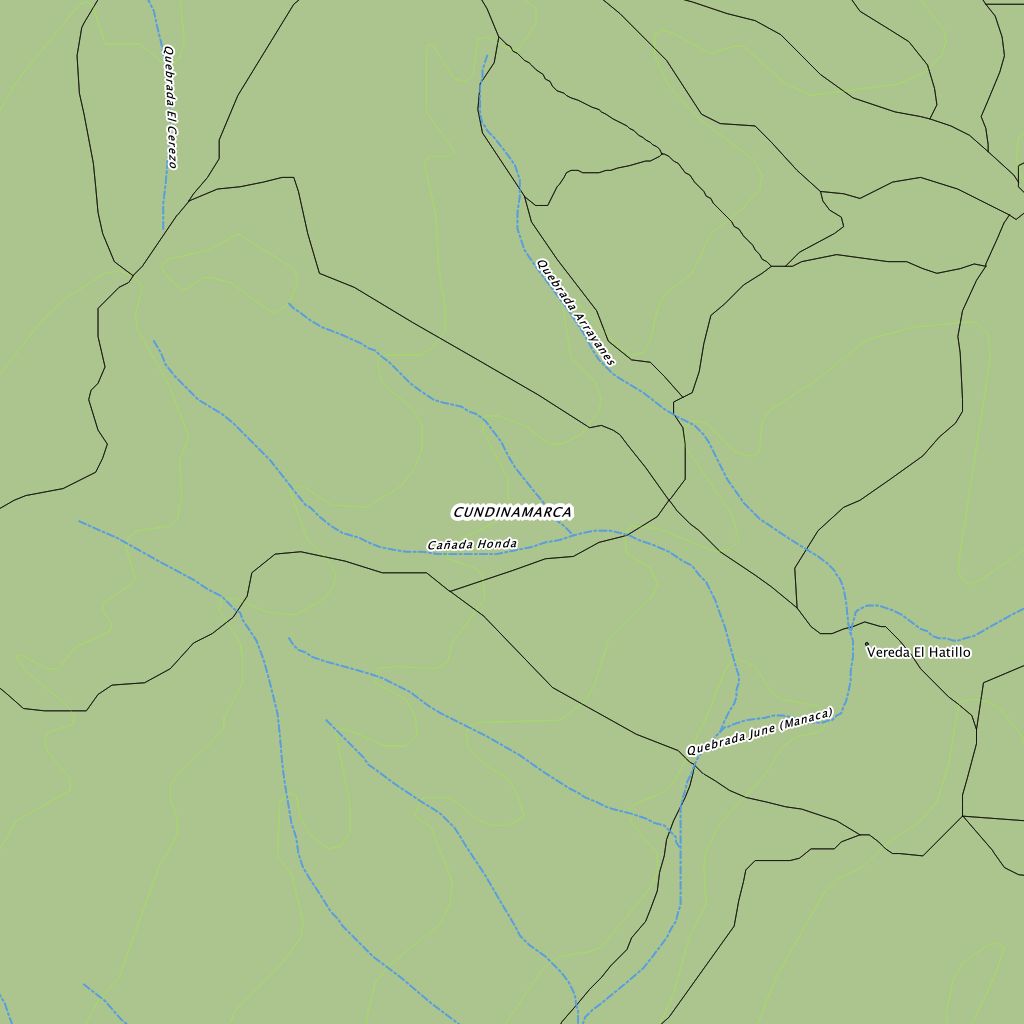 Quebrada El Cerezo
Quebrada Arrayanes
CUNDINAMARCA
Cañada Honda
Vereda El Hatillo
Quebrada June (Manaca)